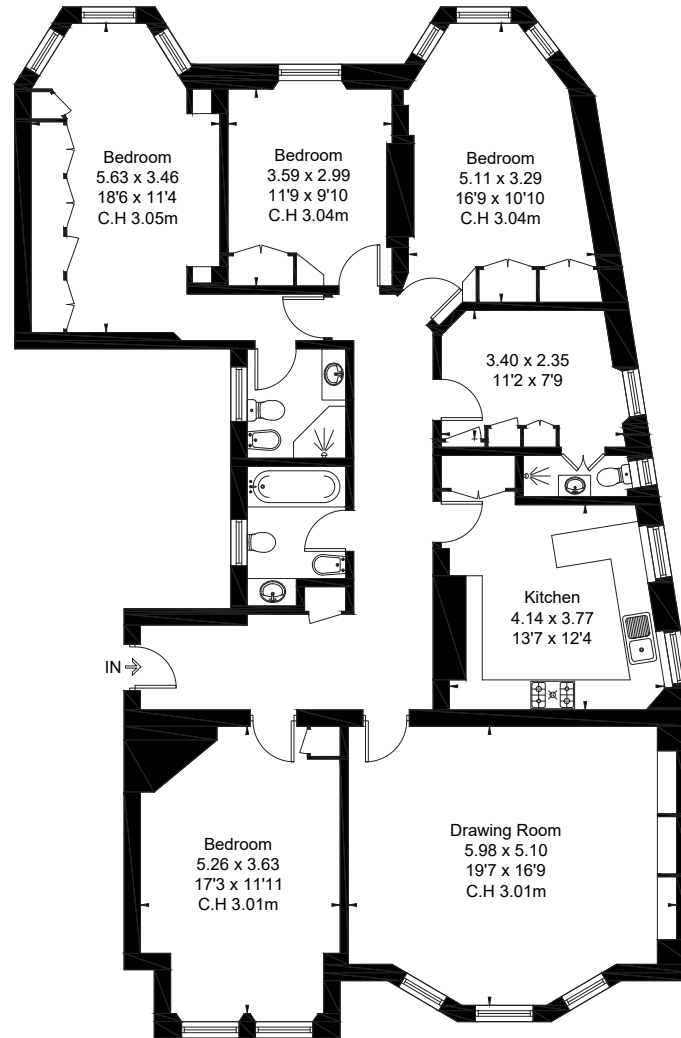 Bedroom
5.63 x 3.46
18'6 x 11'4
C.H 3.05m
Bedroom
3.59 x 2.99
11'9 x 9'10
C.H 3.04m
Bedroom
5.11 x 3.29
16'9 x 10'10
C.H 3.04m
3.40 x 2.35
11'2 x 7'9
Kitchen
4.14 x 3.77
13'7 x 12'4
IN
Bedroom
5.26 x 3.63
17'3 x 11'11
C.H 3.01m
Drawing Room
5.98 x 5.10
19'7 x 16'9
C.H 3.01m